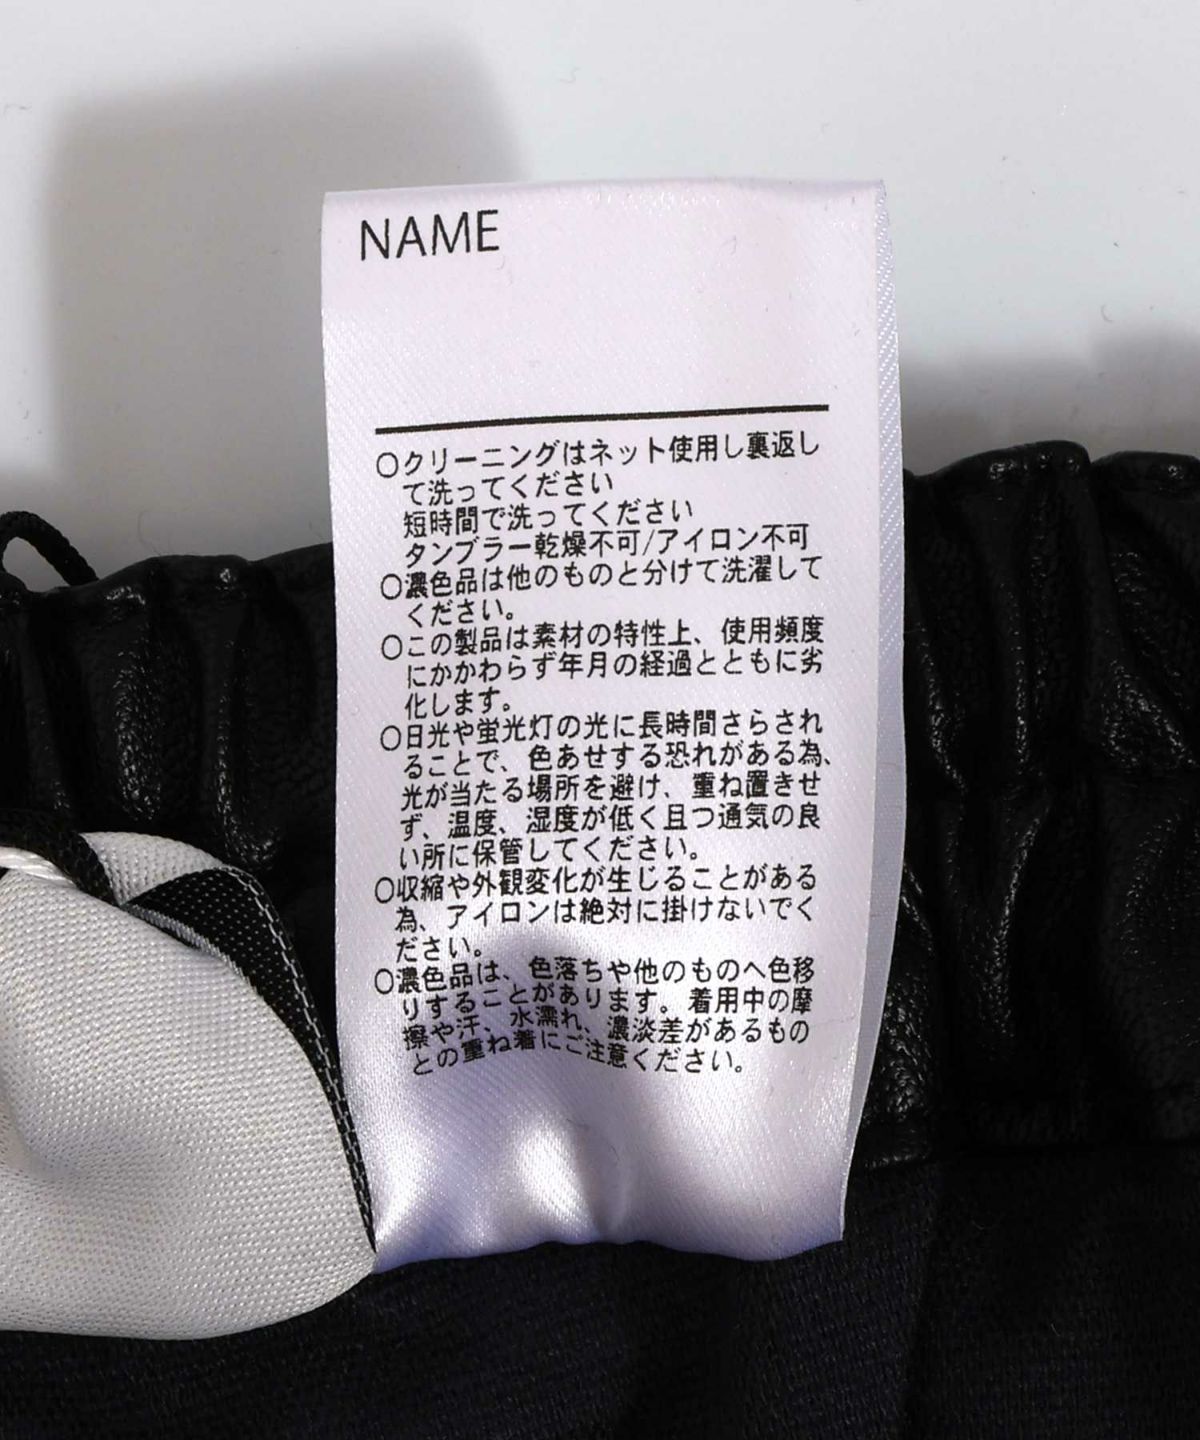 NAME
○クリーニングはネット使用し裏返し
て洗ってください
短時間で洗ってください
タンブラー乾燥不可/アイロン不可
○濃色品は他のものと分けて洗濯して
ください。
○この製品は素材の特性上、使用頻度
にかかわらず年月の経過とともに劣
化します。
○日光や蛍光灯の光に長時間さらされ
ることで、色あせする恐れがある為、
光が当たる場所を避け、重ね置きせ
ず、温度、湿度が低く且つ通気の良
い所に保管してください。
○収縮や外観変化が生じることがある
為、アイロンは絶対に掛けないでく
ださい。
○濃色品は、色落ちや他のものへ色移
りすることがあります。着用中の摩
擦や汗、水濡れ、濃淡差があるもの
との重ね着にご注意ください。